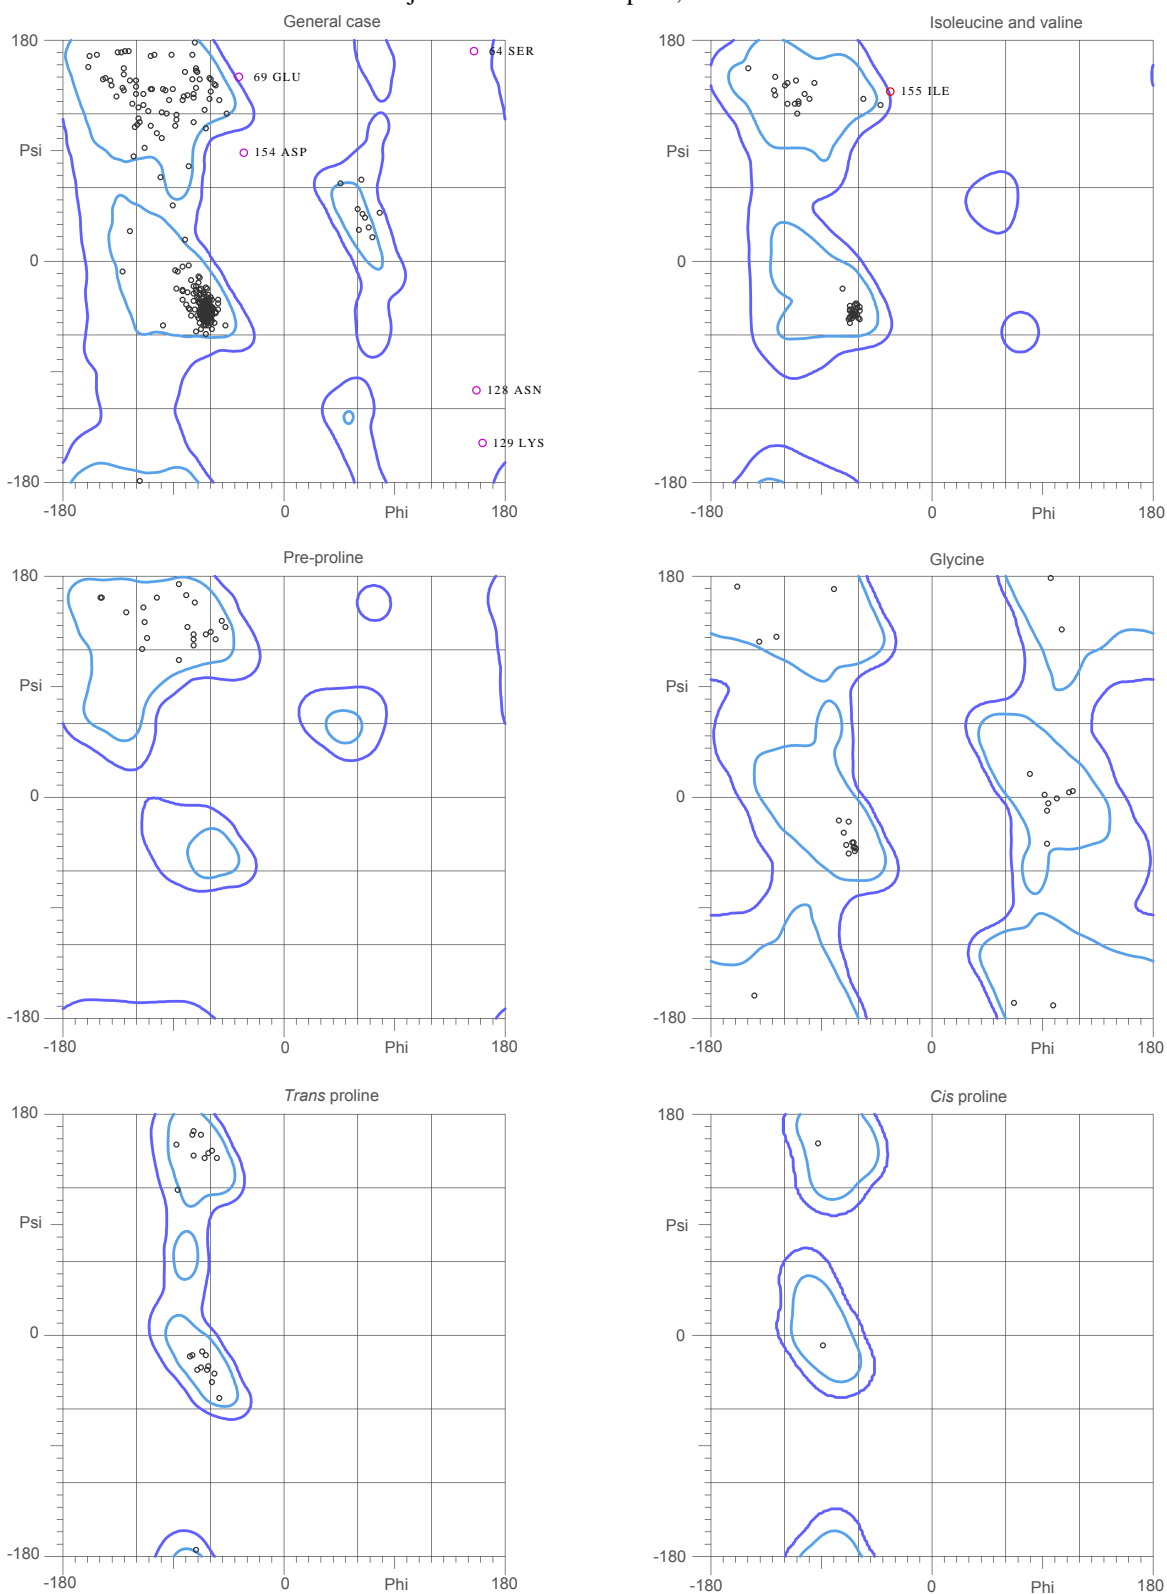 General case
180
Psi
0
-180
-180
0
Phi
180
64 SER
69 GLU
154 ASP
128 ASN
129 LYS
Isoleucine and valine
180
Psi
0
-180
-180
0
Phi
180
155 ILE
Pre-proline
180
Psi
0
-180
-180
0
Phi
180
Glycine
180
Psi
0
-180
-180
0
Phi
180
Trans proline
180
Psi
0
-180
-180
0
Phi
180
Cis proline
180
Psi
0
-180
-180
0
Phi
180